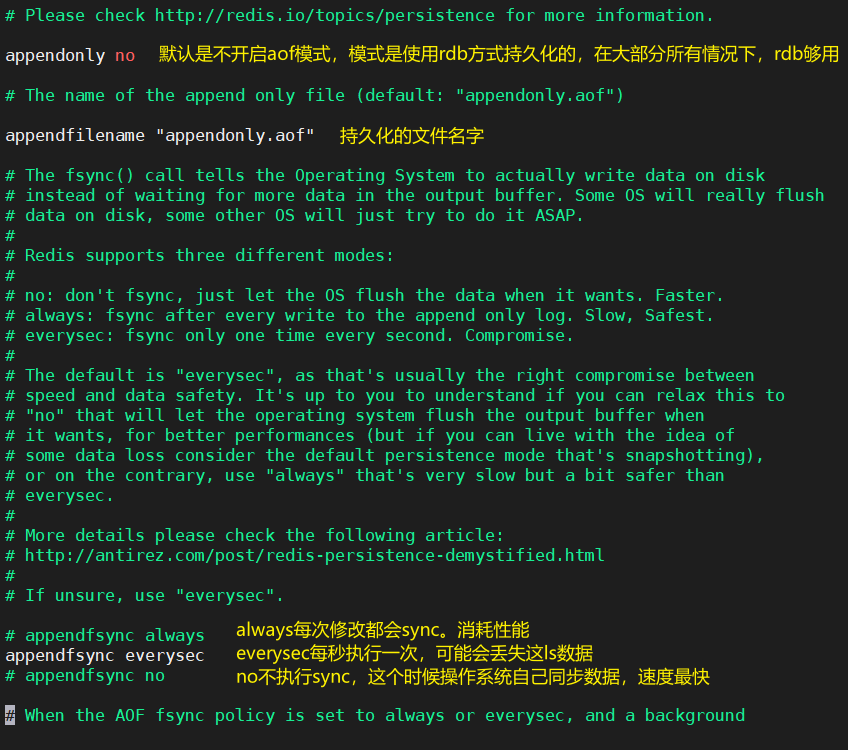 # Please check http://redis.io/topics/persistence for more information.
appendonly no 默认是不开启aof模式，模式是使用rdb方式持久化的，在大部分所有情况下，rdb够用
# The name of the append only file (default: "appendonly.aof")
appendfilename "appendonly.aof" 持久化的文件名字
# The fsync() call tells the Operating System to actually write data on disk
# instead of waiting for more data in the output buffer. Some OS will really flush
# data on disk, some other OS will just try to do it ASAP.
#
# Redis supports three different modes:
#
# no: don't fsync, just let the OS flush the data when it wants. Faster.
# always: fsync after every write to the append only log. Slow, Safest.
# everysec: fsync only one time every second. Compromise.
#
# The default is "everysec", as that's usually the right compromise between
# speed and data safety. It's up to you to understand if you can relax this to
# "no" that will let the operating system flush the output buffer when
# it wants, for better performances (but if you can live with the idea of
# some data loss consider the default persistence mode that's snapshotting),
# or on the contrary, use "always" that's very slow but a bit safer than
# everysec.
#
# More details please check the following article:
# http://antirez.com/post/redis-persistence-demystified.html
#
# If unsure, use "everysec".
# appendfsync always always每次修改都会sync。消耗性能
appendfsync everysec everysec每秒执行一次，可能会丢失这ls数据
# appendfsync no no不执行sync，这个时候操作系统自己同步数据，速度最快
# When the AOF fsync policy is set to always or everysec, and a background